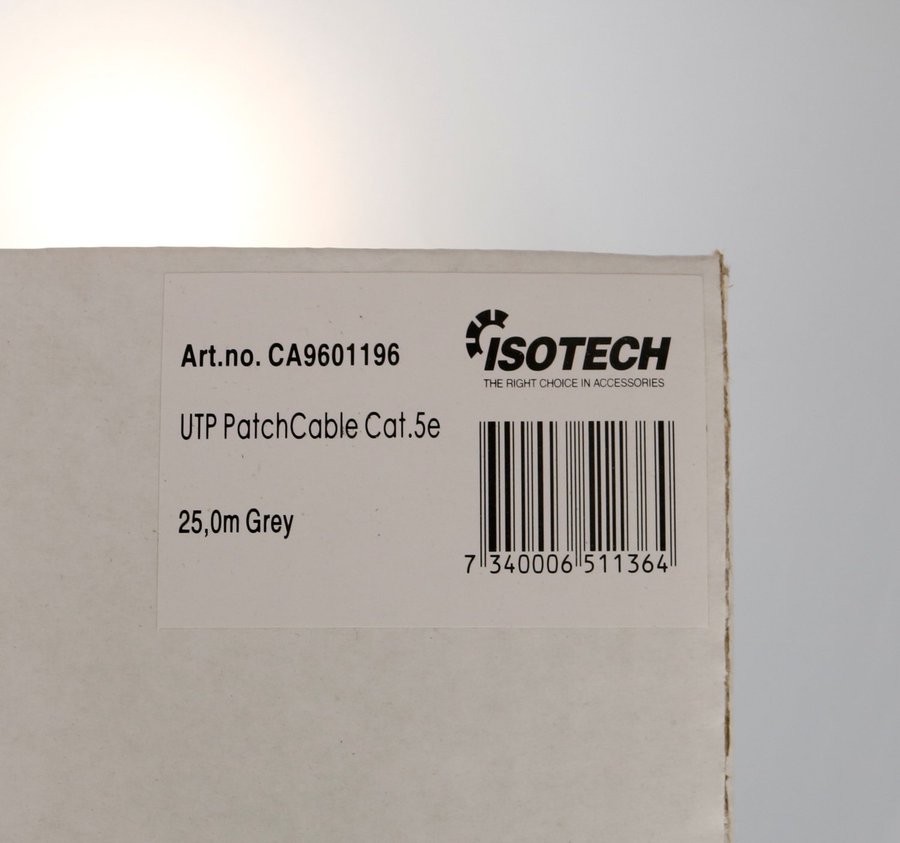 Art.no. CA9601196
ISOTECH
THE RIGHT CHOICE IN ACCESSORIES
UTP PatchCable Cat.5e
25,0m Grey
7 340006 511364